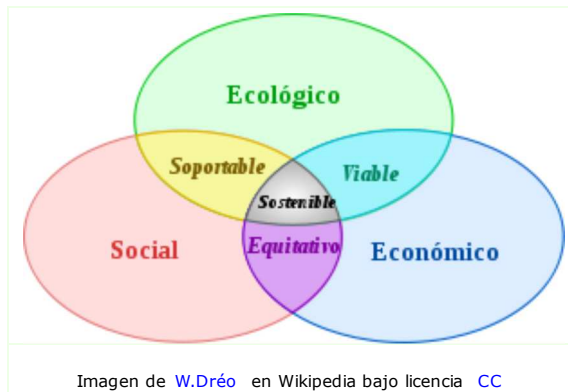 Ecológico
Soportable
Viable
Sostenible
Social
Equitativo
Económico
Imagen de W.Dréo en Wikipedia bajo licencia CC